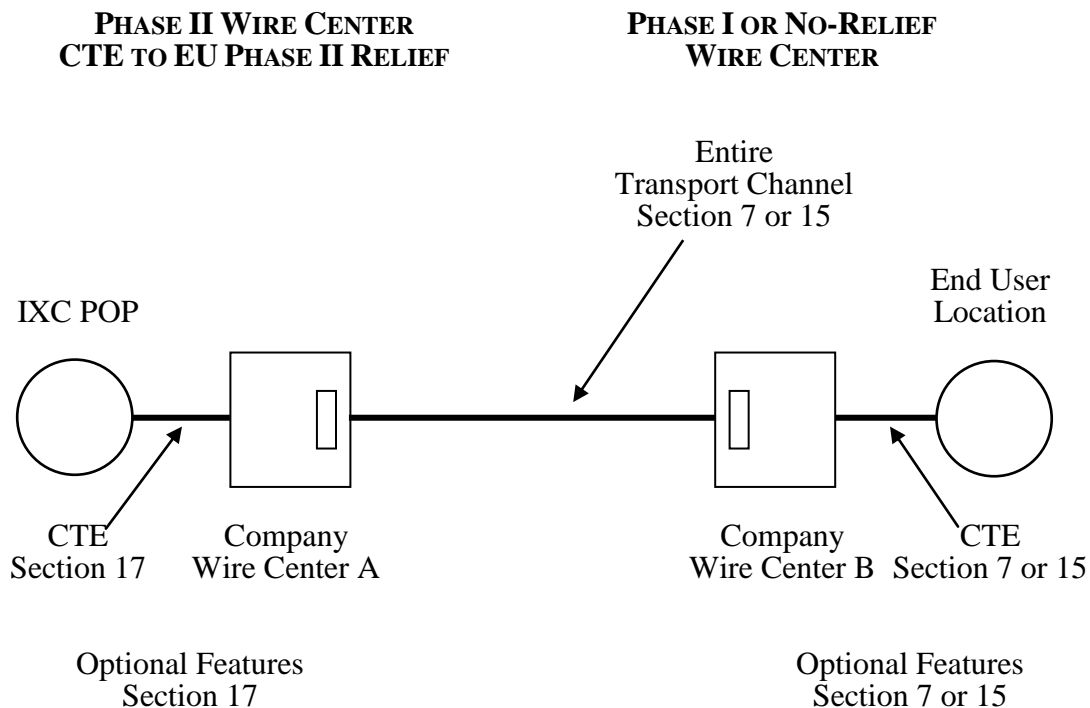 PHASE II WIRE CENTER
CTE TO EU PHASE II RELIEF
PHASE I OR NO-RELIEF
WIRE CENTER
Entire
Transport Channel
Section 7 or 15
IXC POP
End User
Location
CTE
Section 17
Company
Wire Center A
Company
Wire Center B
CTE
Section 7 or 15
Optional Features
Section 17
Optional Features
Section 7 or 15